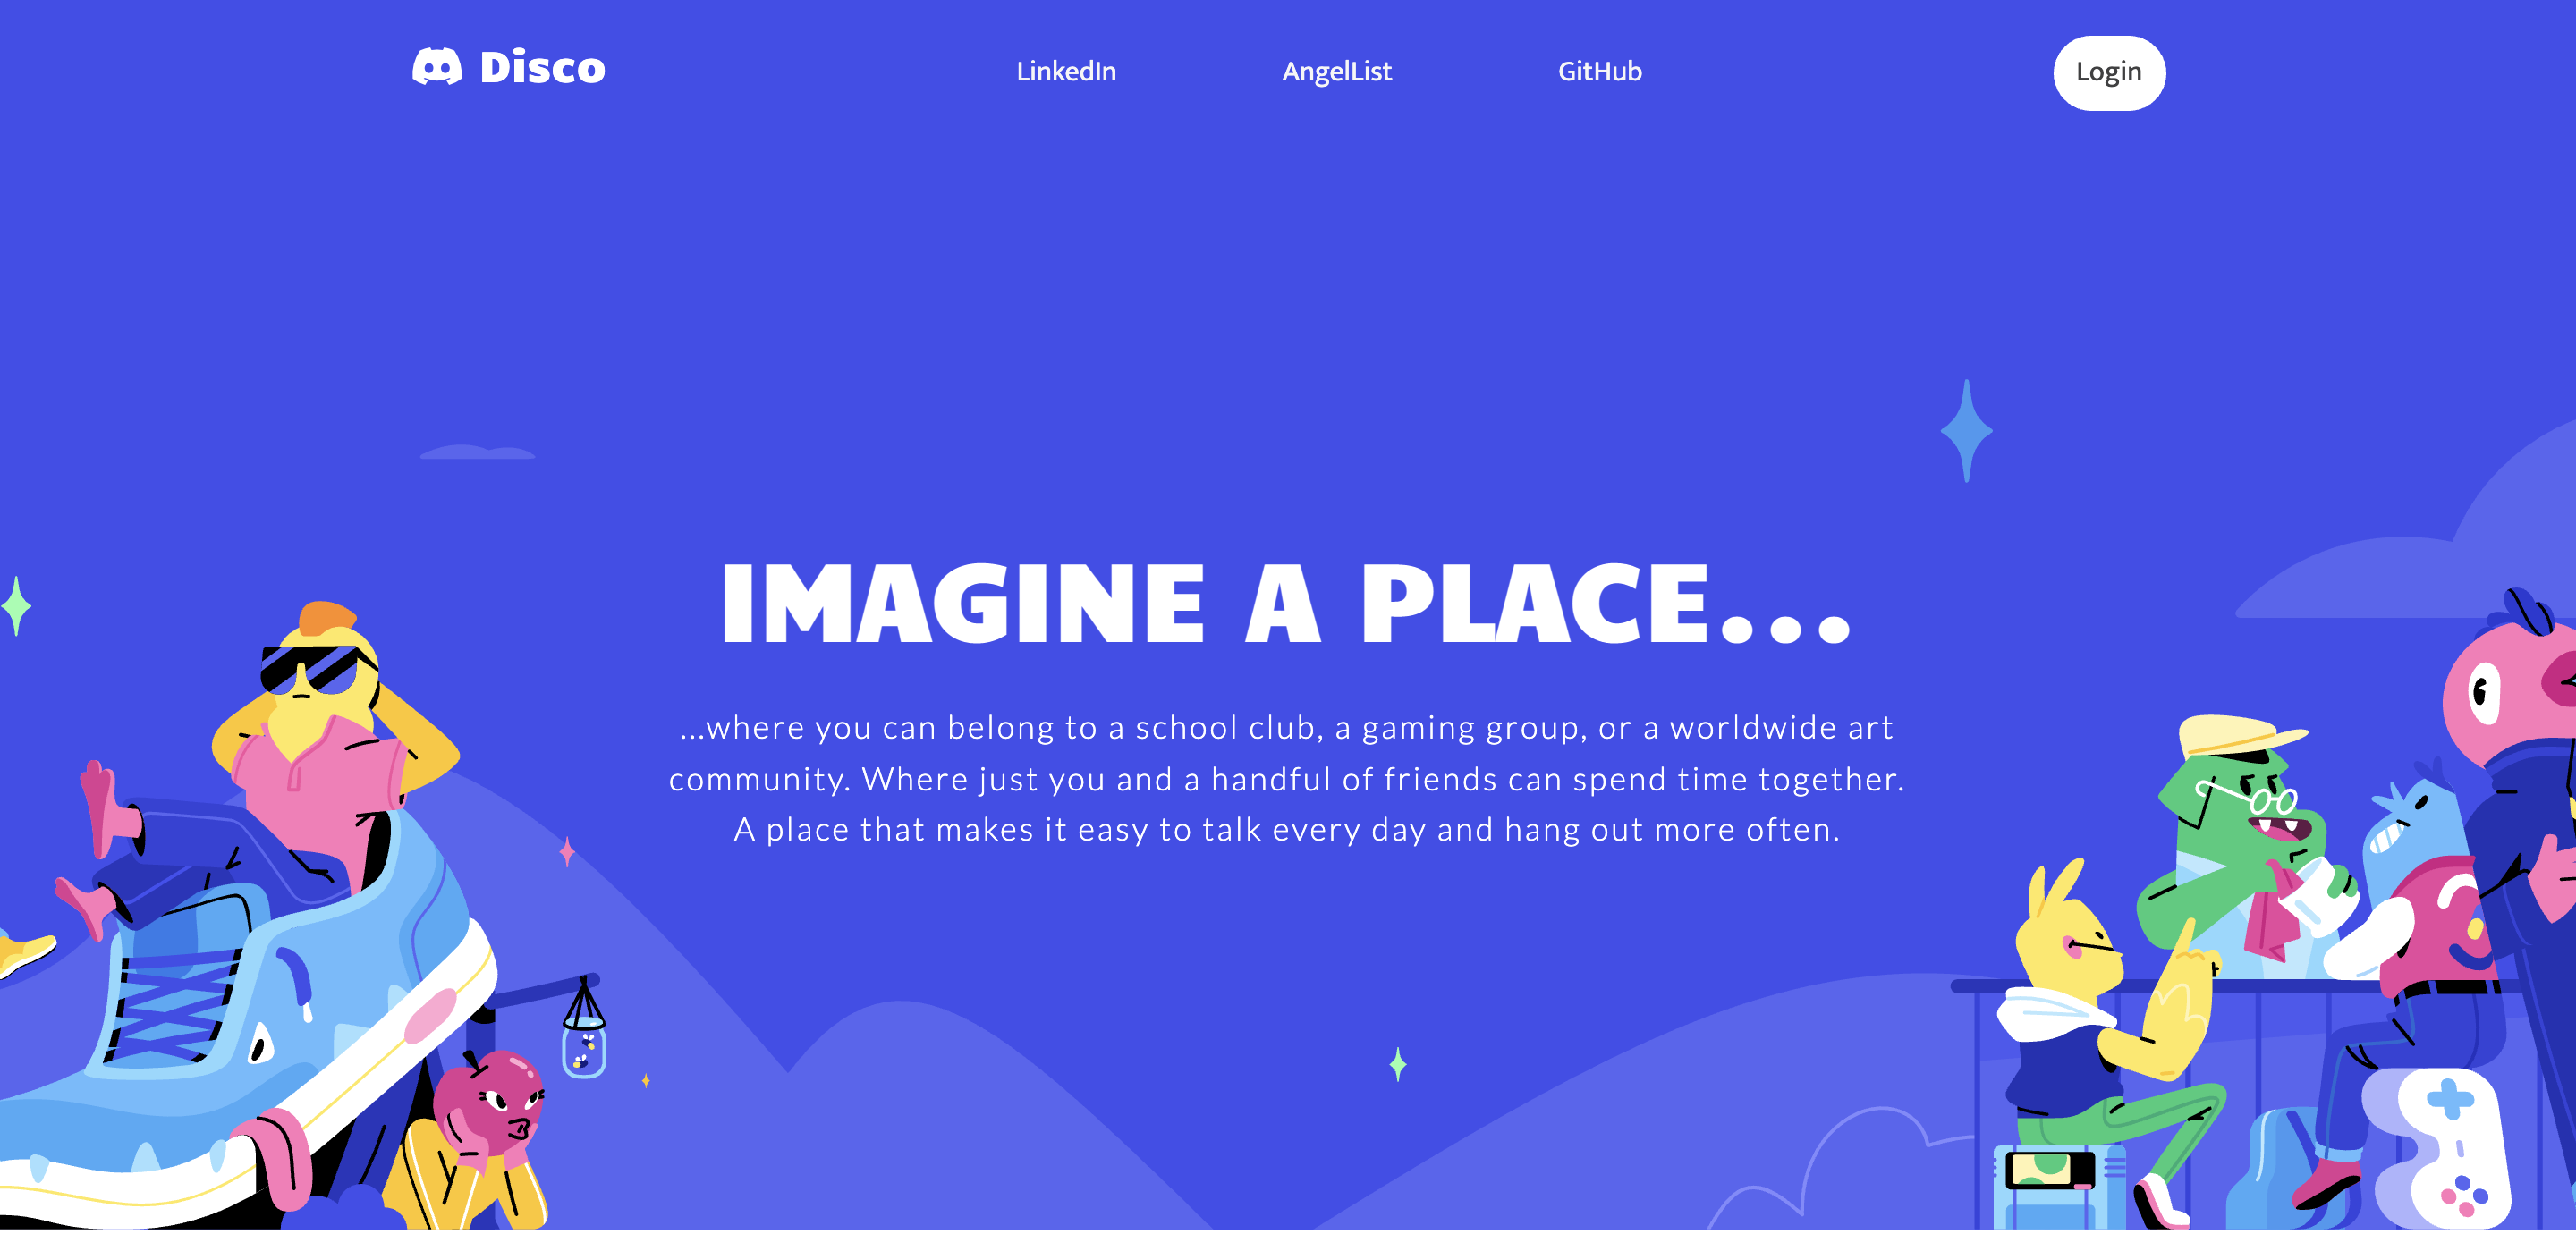 Disco
LinkedIn
AngelList
GitHub
Login
IMAGINE A PLACE...
...where you can belong to a school club, a gaming group, or a worldwide art
community. Where just you and a handful of friends can spend time together.
A place that makes it easy to talk every day and hang out more often.